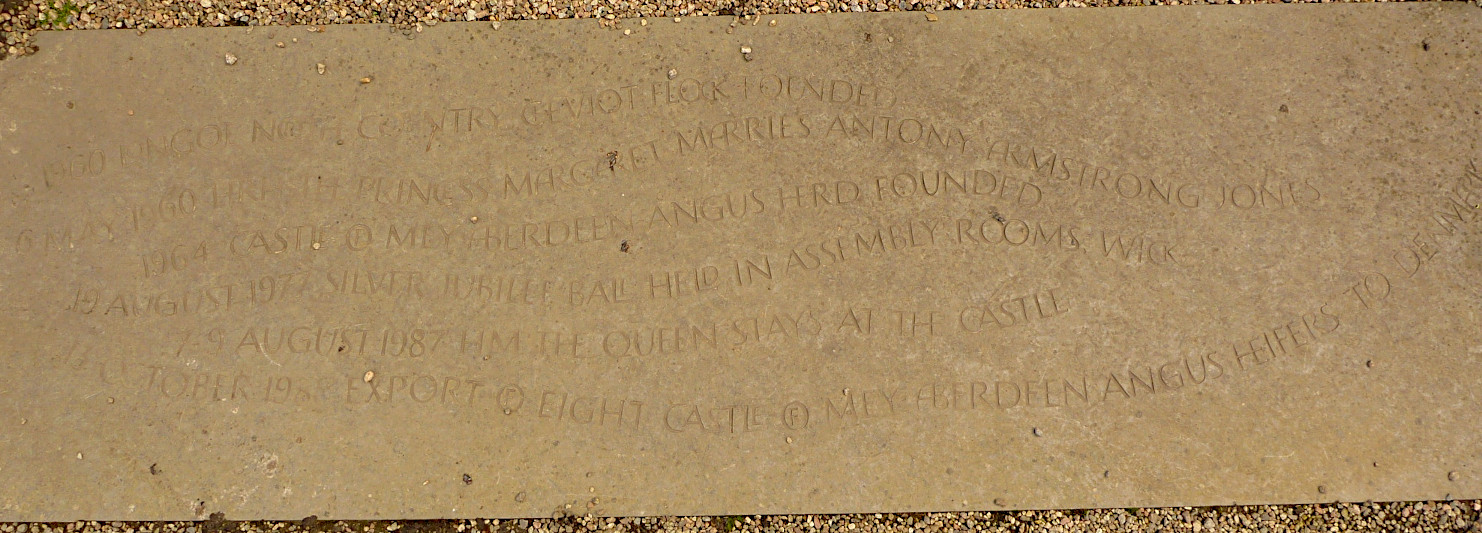 1960 LONGOE NORTH COUNTRY CHEVIOT FLOCK FOUNDED
6 MAY 1960 HRH THE PRINCESS MARGARET MARRIES ANTONY ARMSTRONG JONES
1964 CASTLE OF MEY ABERDEEN ANGUS HERD FOUNDED
19 AUGUST 1977 SILVER JUBILEE BALL HELD IN ASSEMBLY ROOMS, WICK
7-9 AUGUST 1987 HM THE QUEEN STAYS AT THE CASTLE
OCTOBER EXPORT OF EIGHT CASTLE OF MEY ABERDEEN ANGUS HEIFERS TO DENMARK